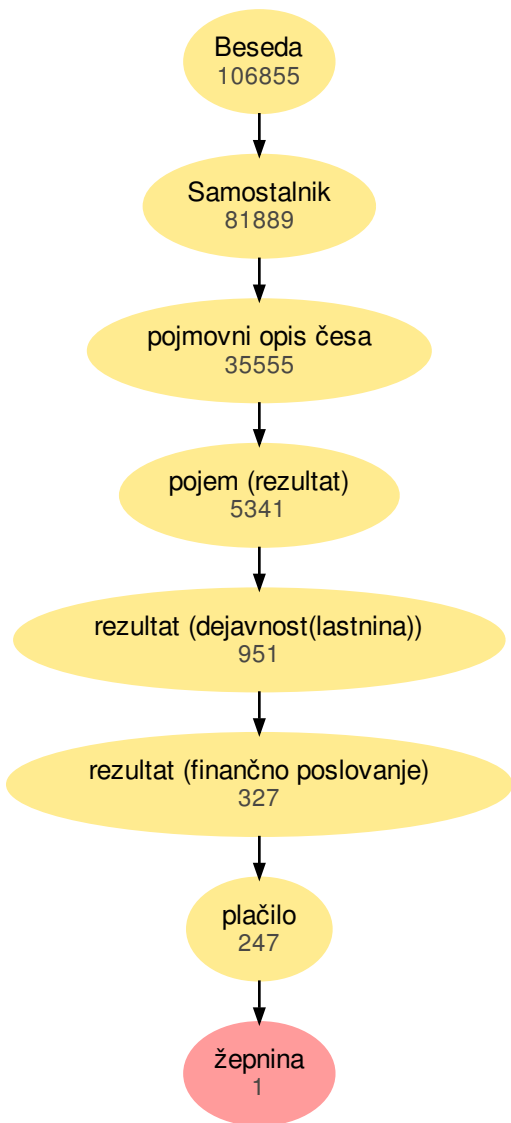 Beseda
106855
Samostalnik
81889
pojmovni opis česa
35555
pojem (rezultat)
5341
rezultat (dejavnost(lastnina))
951
rezultat (finančno poslovanje)
327
plačilo
247
žepnina
1